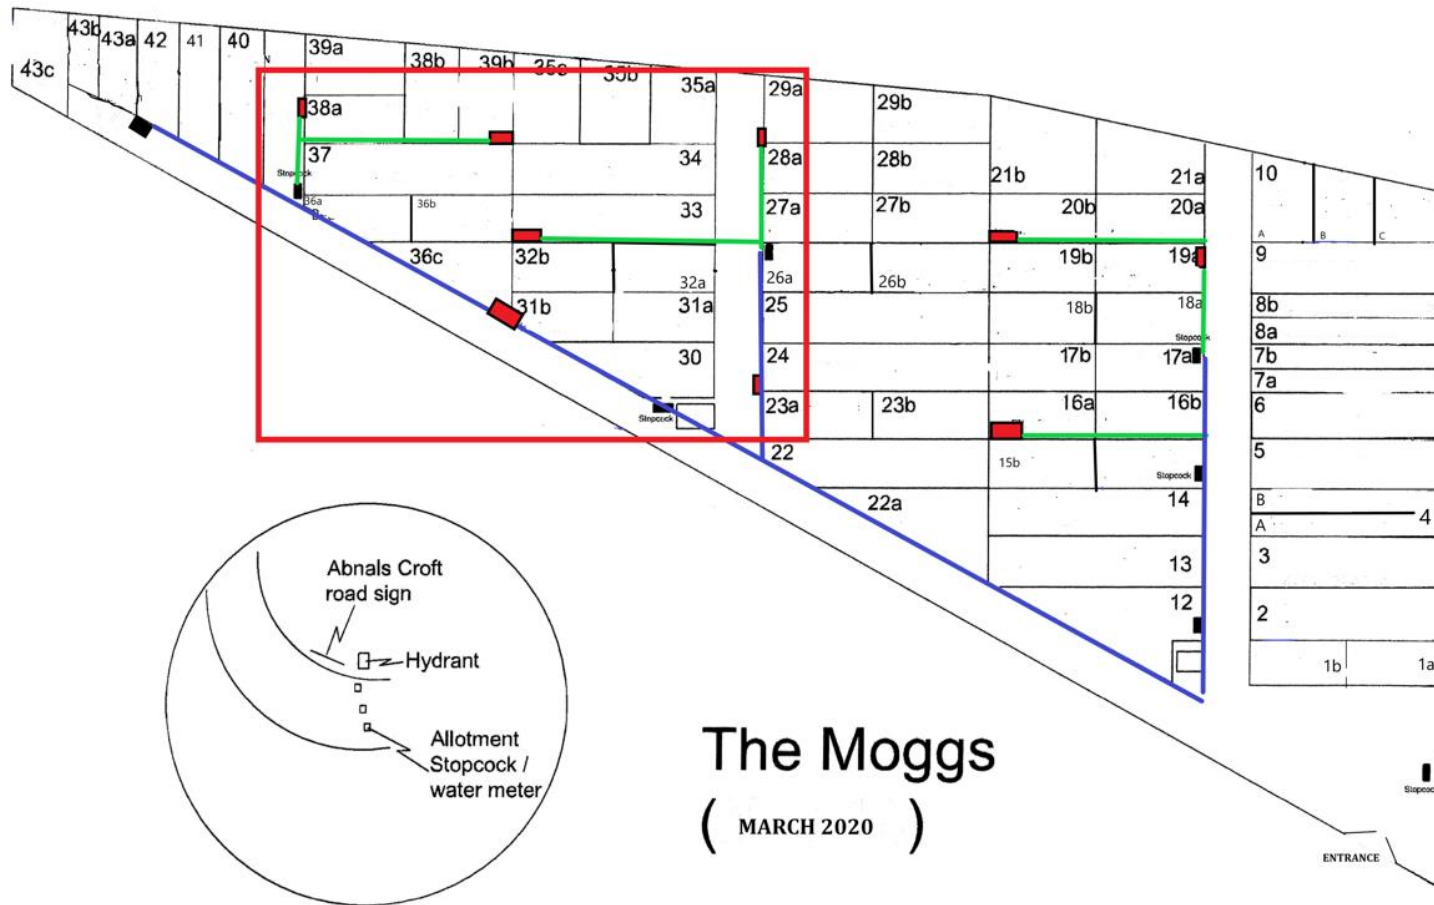 43c
43b
43a
42
41
40
N
39a
38b
39b
35c
35b
35a
29a
29b
38a
37
34
28a
28b
21b
21a
10
Stopcock
36a
36b
33
27a
27b
20b
20a
A
B
C
36c
32b
32a
26a
26b
19b
19a
9
31b
31a
25
18b
18a
8b
8a
Stopcock
30
24
17b
17a
7b
7a
Stopcock
23a
23b
16a
16b
6
22
15b
Stopcock
5
22a
14
B
A
4
13
3
12
2
1b
1a
Abnals Croft
road sign
Hydrant
Allotment
Stopcock /
water meter
The Moggs
( MARCH 2020 )
Stopcock
ENTRANCE